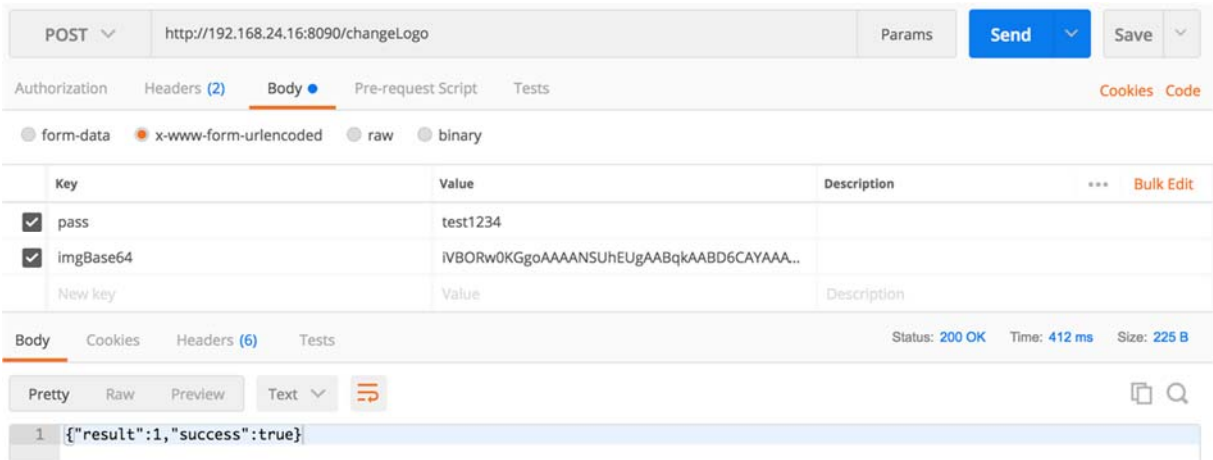 POST http://192.168.24.16:8090/changeLogo Params Send Save
Authorization Headers (2) Body Pre-request Script Tests Cookies Code
form-data x-www-form-urlencoded raw binary
Key Value Description ••• Bulk Edit
pass test1234
imgBase64 iVBORw0KGgoAAAANSUhEUgAABqkAABD6CAYAAA...
New key Value Description
Body Cookies Headers (6) Tests Status: 200 OK Time: 412 ms Size: 225 B
Pretty Raw Preview Text
1 {"result":1,"success":true}